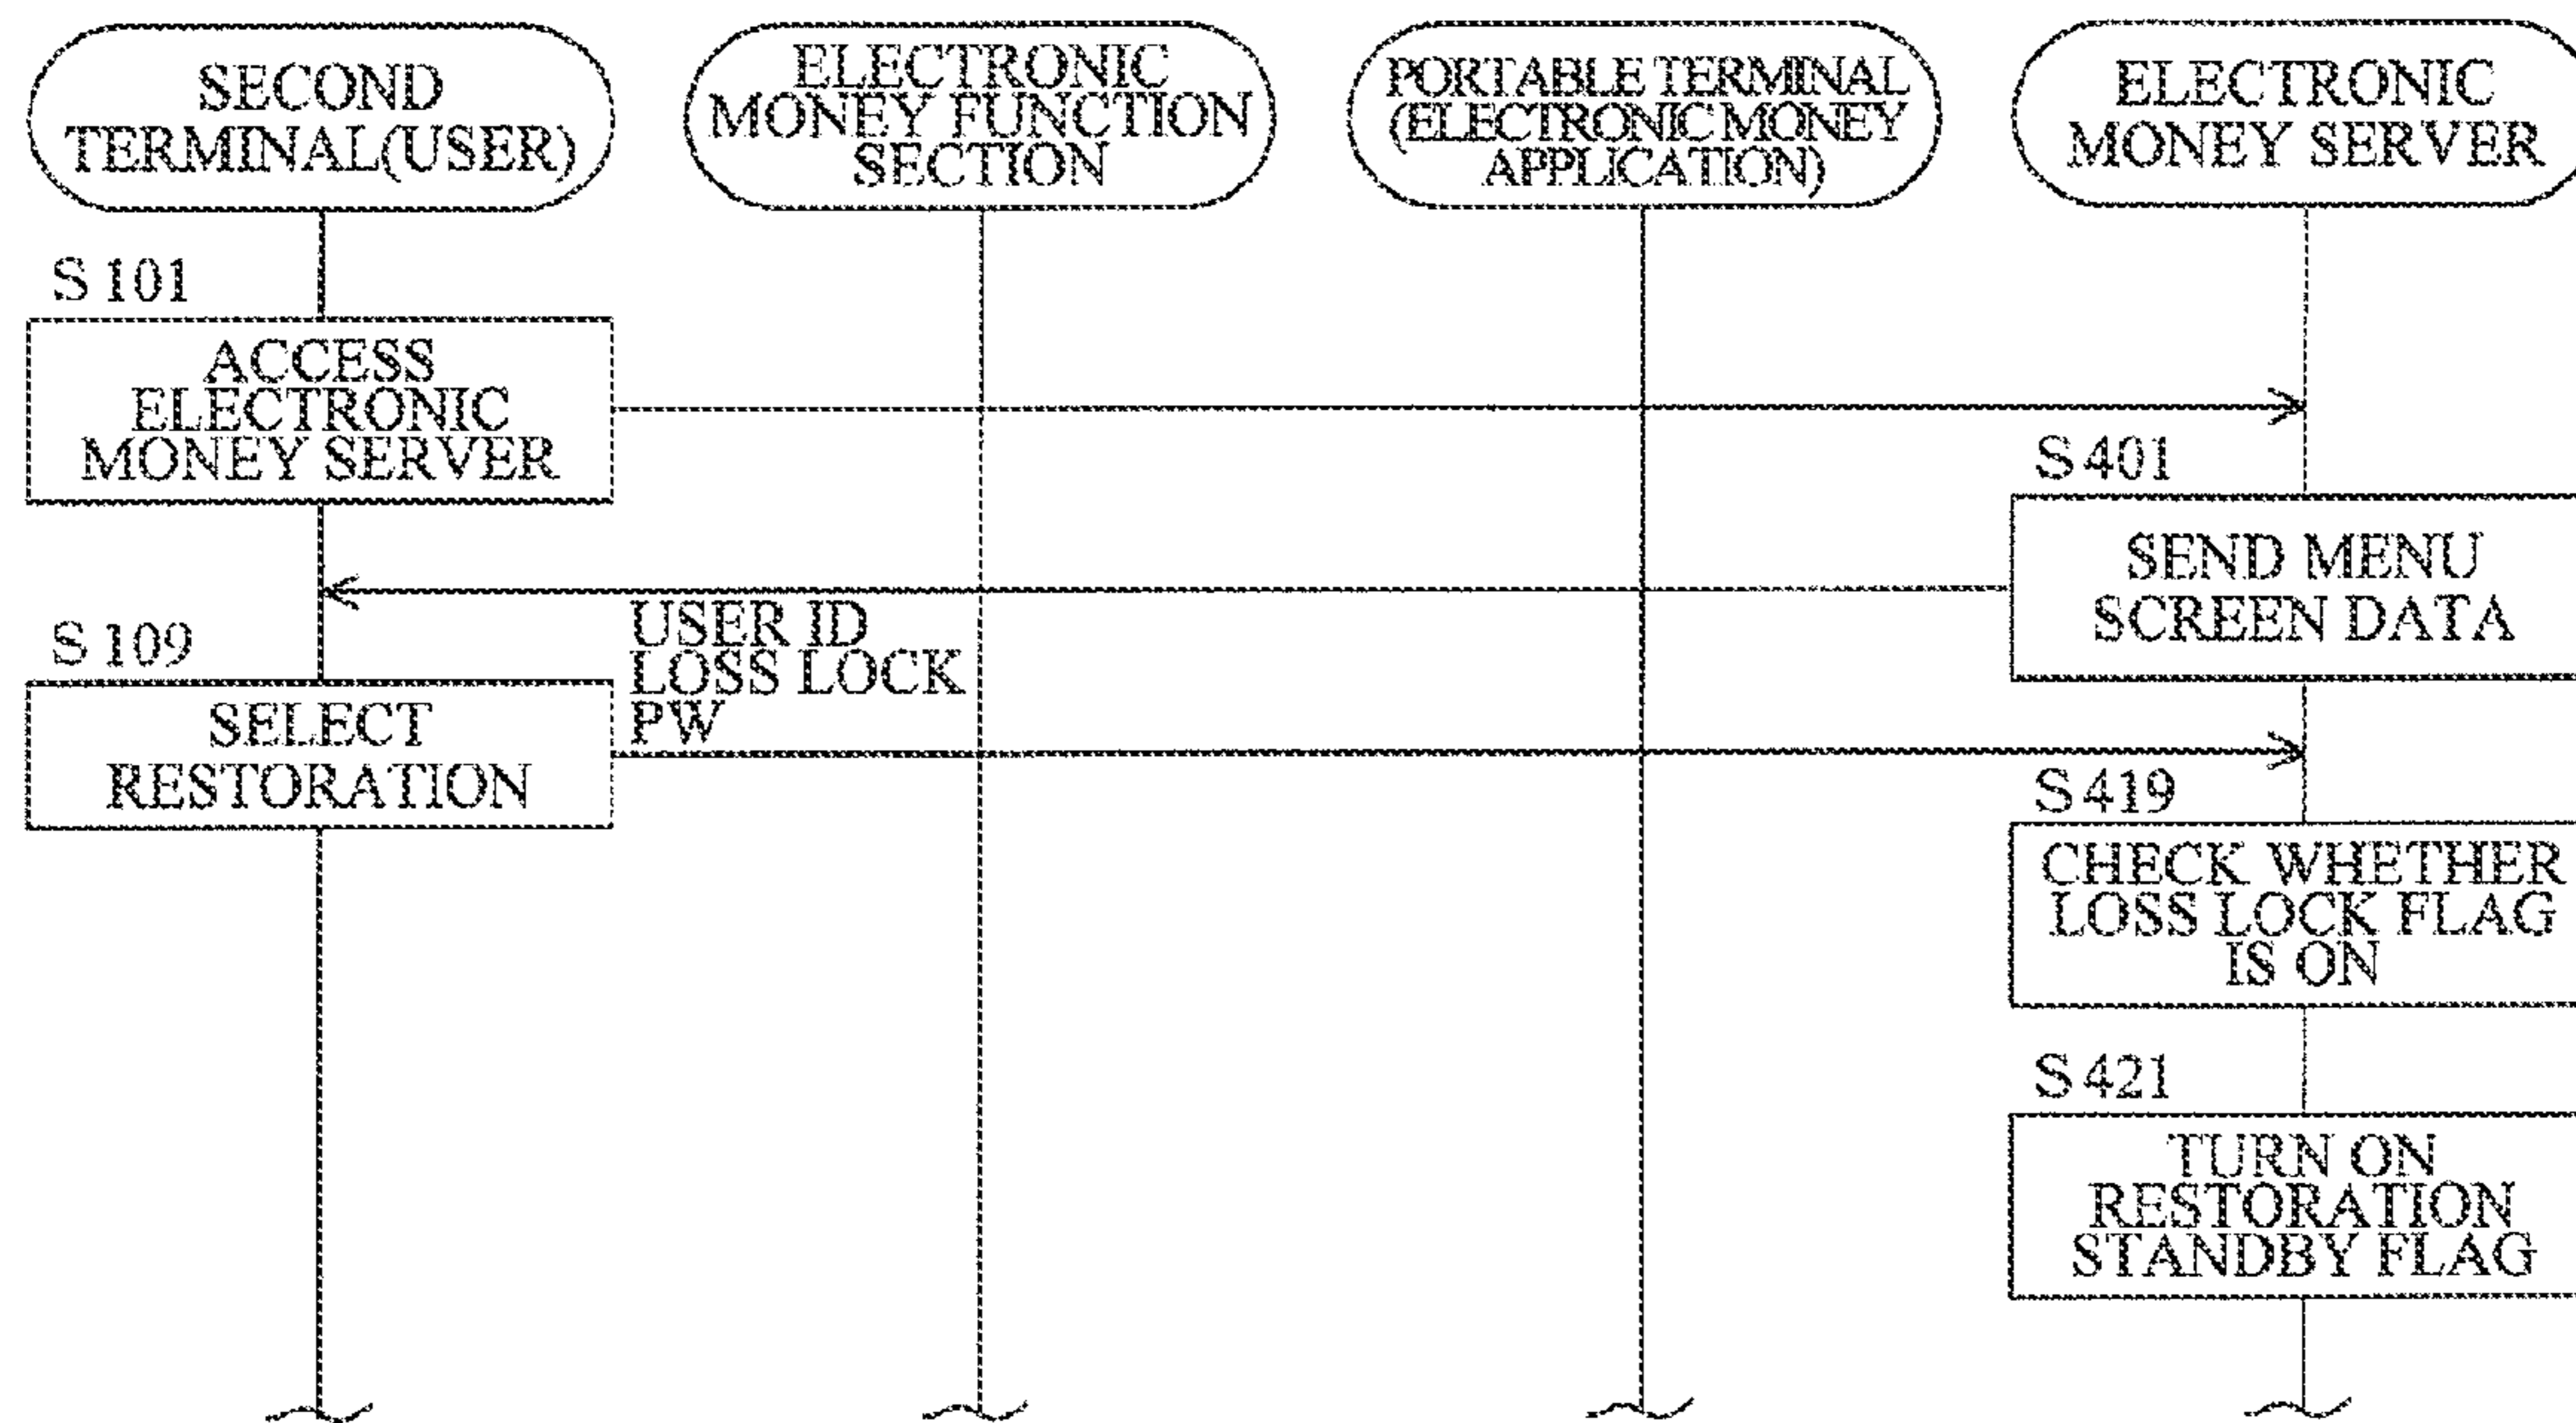 SECOND
TERMINAL(USER)
ELECTRONIC
MONEY FUNCTION
SECTION
PORTABLE TERMINAL
(ELECTRONIC MONEY
APPLICATION)
ELECTRONIC
MONEY SERVER
S 101
ACCESS
ELECTRONIC
MONEY SERVER
S 401
SEND MENU
SCREEN DATA
S 109
SELECT
RESTORATION
USER ID
LOSS LOCK
PW
S 419
CHECK WHETHER
LOSS LOCK FLAG
IS ON
S 421
TURN ON
RESTORATION
STANDBY FLAG